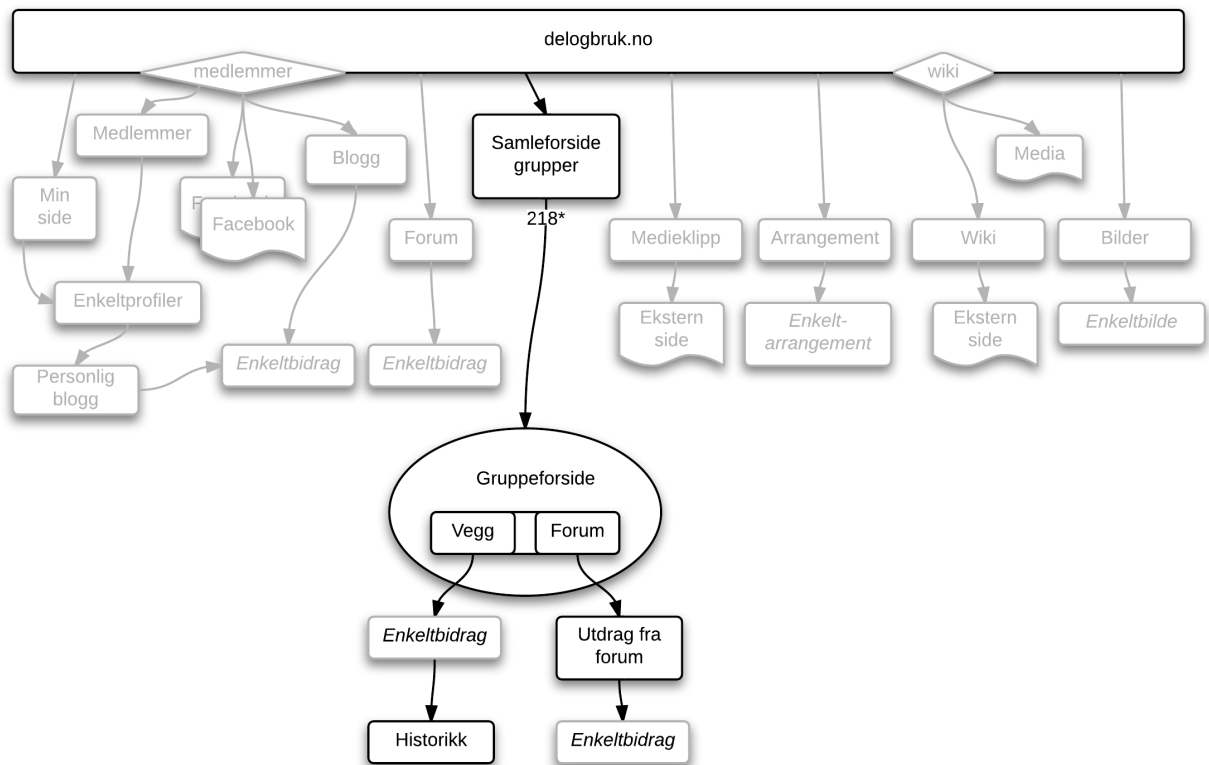 delogbruk.no
medlemmer
wiki
Medlemmer
Blogg
Samleforside
grupper
Media
Min
side
Facebook
218*
Forum
Medieklipp
Arrangement
Wiki
Bilder
Enkeltprofiler
Ekstern
side
Enkelt-
arrangement
Ekstern
side
Enkeltbilde
Personlig
blogg
Enkeltbidrag
Enkeltbidrag
Gruppeforside
Vegg
Forum
Enkeltbidrag
Utdrag fra
forum
Historikk
Enkeltbidrag